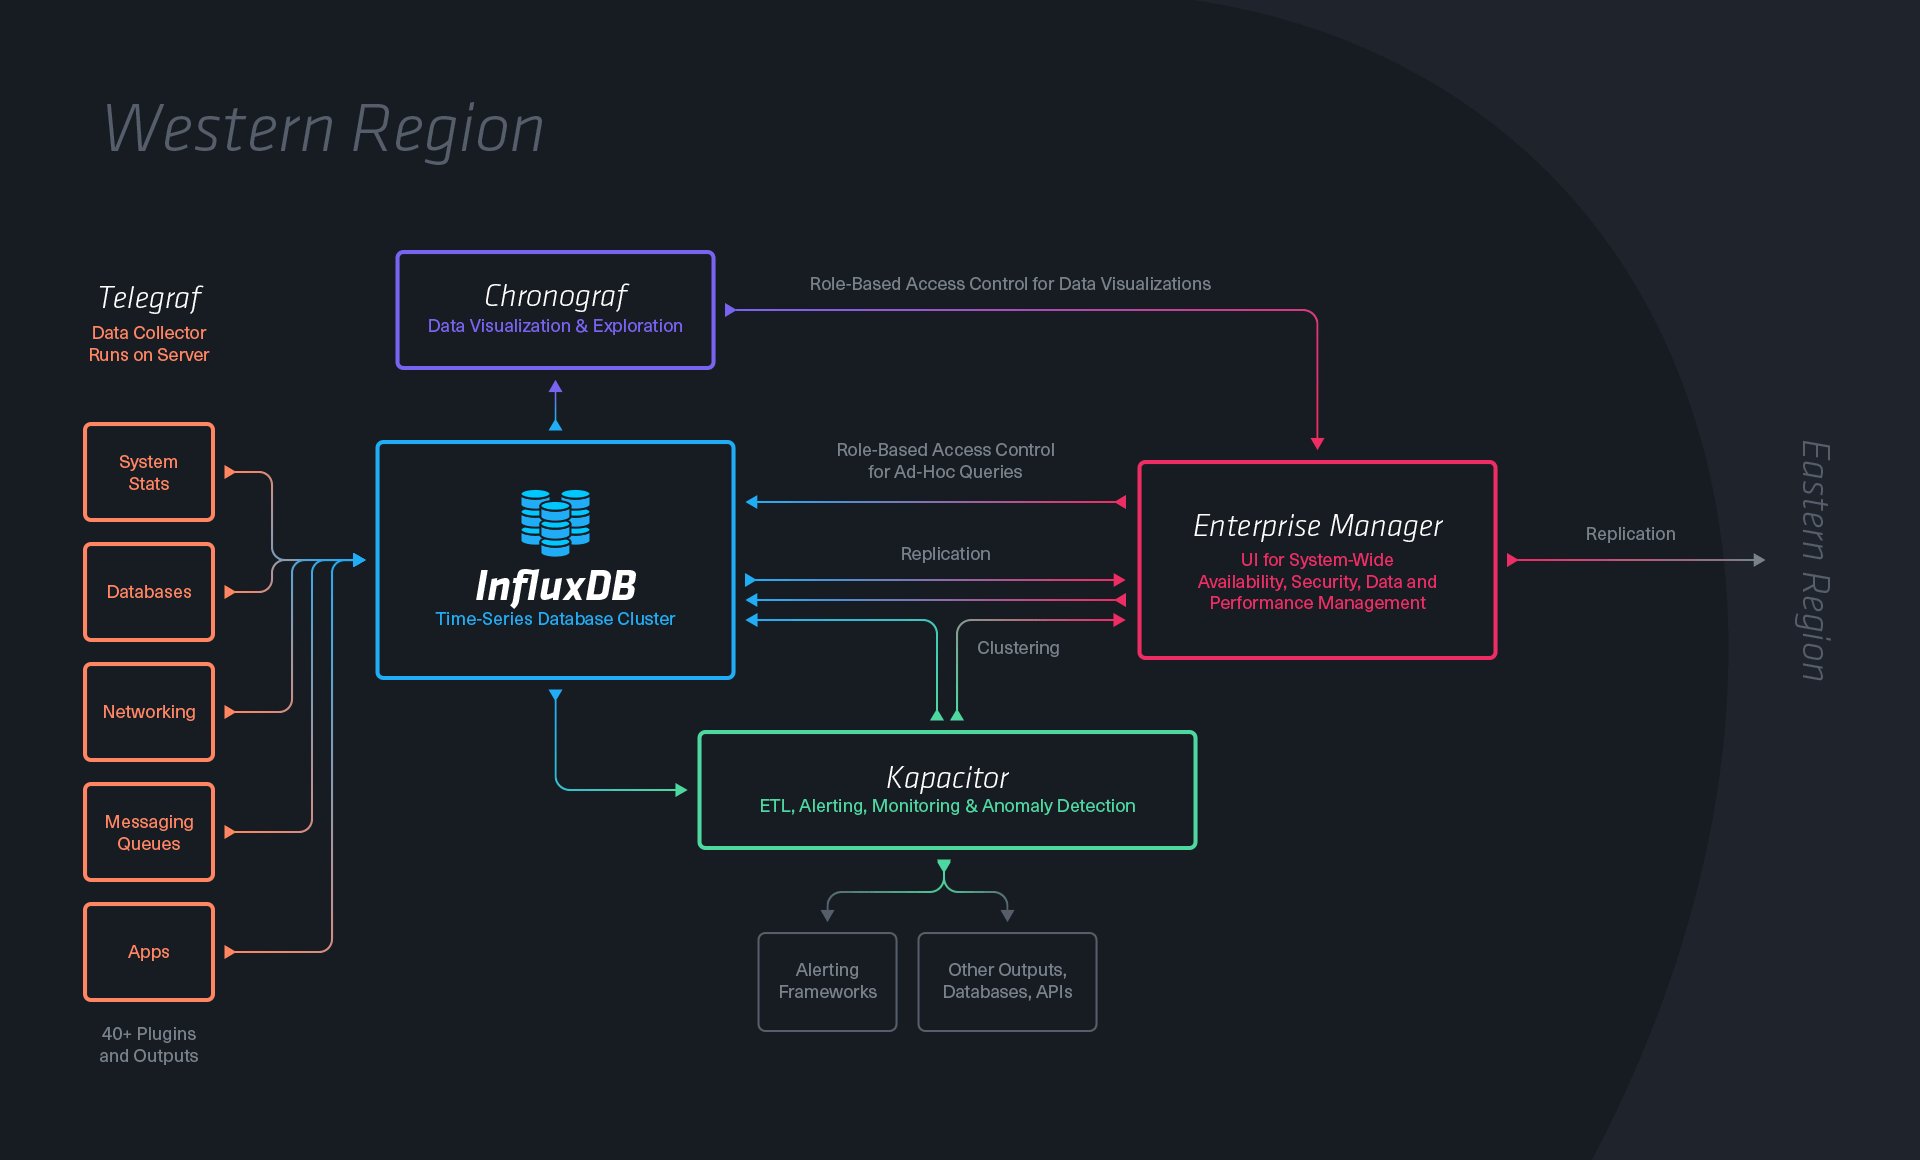 Western Region
Telegraf
Data Collector
Runs on Server
System
Stats
Databases
Networking
Messaging
Queues
Apps
40+ Plugins
and Outputs
Chronograf
Data Visualization & Exploration
Role-Based Access Control for Data Visualizations
InfluxDB
Time-Series Database Cluster
Role-Based Access Control
for Ad-Hoc Queries
Replication
Clustering
Enterprise Manager
UI for System-Wide
Availability, Security, Data and
Performance Management
Replication
Eastern Region
Kapacitor
ETL, Alerting, Monitoring & Anomaly Detection
Alerting
Frameworks
Other Outputs,
Databases, APIs